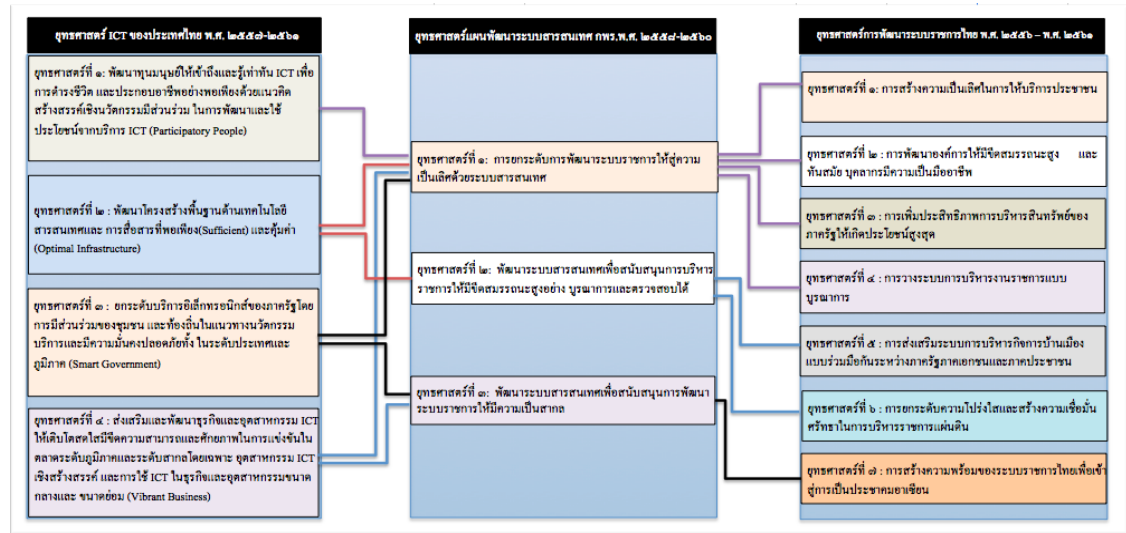 ยุทธศาสตร์ ICT ของประเทศไทย พ.ศ. ๒๕๕๗-๒๕๖๑
ยุทธศาสตร์ที่ ๑: พัฒนาทุนมนุษย์ให้เข้าถึงและรู้เท่าทัน ICT เพื่อ
การดำรงชีวิต และประกอบอาชีพอย่างพอเพียงด้วยแนวคิด
สร้างสรรค์เชิงนวัตกรรมมีส่วนร่วม ในการพัฒนาและใช้
ประโยชน์จากบริการ ICT (Participatory People)
ยุทธศาสตร์ที่ ๒ : พัฒนาโครงสร้างพื้นฐานด้านเทคโนโลยี
สารสนเทศและ การสื่อสารที่พอเพียง(Sufficient) และคุ้มค่า
(Optimal Infrastructure)
ยุทธศาสตร์ที่ ๓ : ยกระดับบริการอิเล็กทรอนิกส์ของภาครัฐโดย
การมีส่วนร่วมของชุมชน และท้องถิ่นในแนวทางนวัตกรรม
บริการและมีความมั่นคงปลอดภัยทั้ง ในระดับประเทศและ
ภูมิภาค (Smart Government)
ยุทธศาสตร์ที่ ๔ : ส่งเสริมและพัฒนาธุรกิจและอุตสาหกรรม ICT
ให้เติบโตสดใสมีขีดความสามารถและศักยภาพในการแข่งขันใน
ตลาดระดับภูมิภาคและระดับสากลโดยเฉพาะ อุตสาหกรรม ICT
เชิงสร้างสรรค์ และการใช้ ICT ในธุรกิจและอุตสาหกรรมขนาด
กลางและ ขนาดย่อม (Vibrant Business)
ยุทธศาสตร์แผนพัฒนาระบบสารสนเทศ กพร.พ.ศ. ๒๕๕๘-๒๕๖๐
ยุทธศาสตร์ที่ ๑: การยกระดับการพัฒนาระบบราชการให้สู่ความ
เป็นเลิศด้วยระบบสารสนเทศ
ยุทธศาสตร์ที่ ๒: พัฒนาระบบสารสนเทศเพื่อสนับสนุนการบริหาร
ราชการให้มีขีดสมรรถนะสูงอย่าง บูรณาการและตรวจสอบได้
ยุทธศาสตร์ที่ ๓: พัฒนาระบบสารสนเทศเพื่อสนับสนุนการพัฒนา
ระบบราชการให้มีความเป็นสากล
ยุทธศาสตร์การพัฒนาระบบราชการไทย พ.ศ. ๒๕๕๖ – พ.ศ. ๒๕๖๑
ยุทธศาสตร์ที่ ๑: การสร้างความเป็นเลิศในการให้บริการประชาชน
ยุทธศาสตร์ที่ ๒ : การพัฒนาองค์การให้มีขีดสมรรถนะสูง และ
ทันสมัย บุคลากรมีความเป็นมืออาชีพ
ยุทธศาสตร์ที่ ๓ : การเพิ่มประสิทธิภาพการบริหารสินทรัพย์ของ
ภาครัฐให้เกิดประโยชน์สูงสุด
ยุทธศาสตร์ที่ ๔ : การวางระบบการบริหารงานราชการแบบ
บูรณาการ
ยุทธศาสตร์ที่ ๕ : การส่งเสริมระบบการบริหารกิจการบ้านเมือง
แบบร่วมมือกันระหว่างภาครัฐภาคเอกชนและภาคประชาชน
ยุทธศาสตร์ที่ ๖ : การยกระดับความโปร่งใสและสร้างความเชื่อมั่น
ศรัทธาในการบริหารราชการแผ่นดิน
ยุทธศาสตร์ที่ ๗ : การสร้างความพร้อมของระบบราชการไทยเพื่อเข้า
สู่การเป็นประชาคมอาเซียน